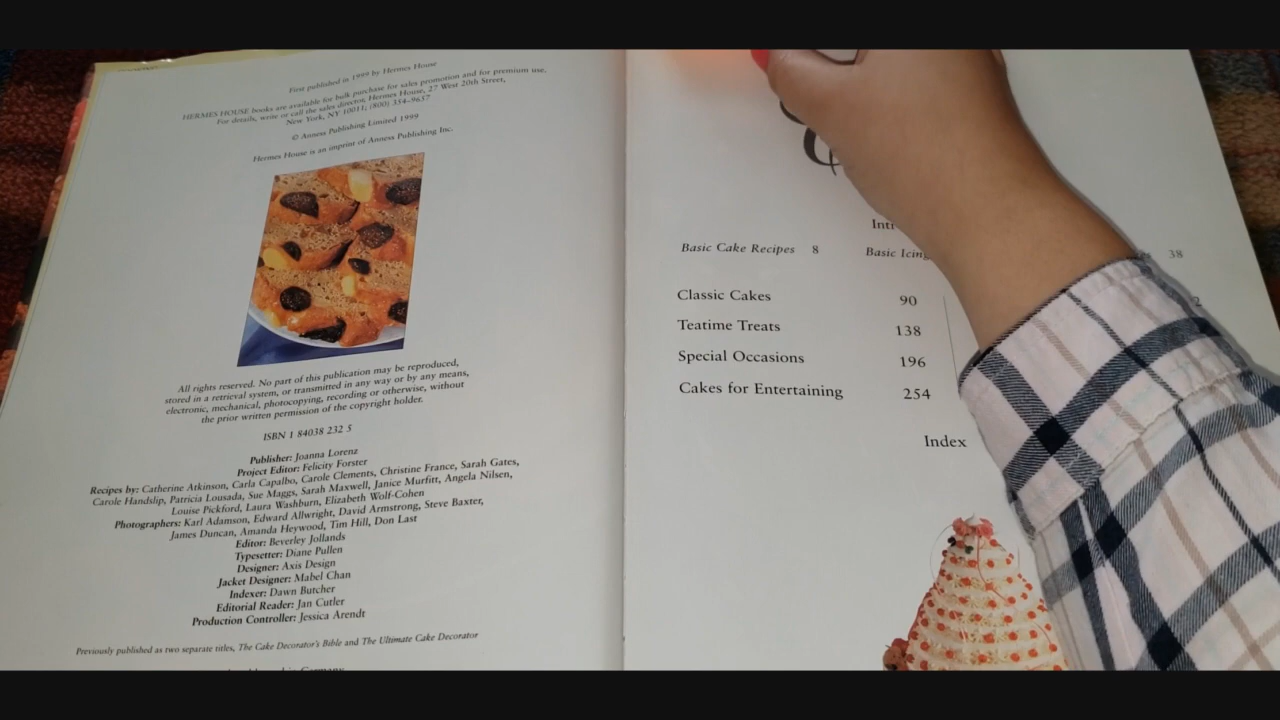 First published in 1999 by Hermes House
HERMES HOUSE books are available for bulk purchase for sales promotion and for premium use.
For details, write or call the sales director, Hermes House, 27 West 20th Street,
New York, NY 10011; (800) 354-9657
© Anness Publishing Limited 1999
Hermes House is an imprint of Anness Publishing Inc.
All rights reserved. No part of this publication may be reproduced,
stored in a retrieval system, or transmitted in any way or by any means,
electronic, mechanical, photocopying, recording or otherwise, without
the prior written permission of the copyright holder.
ISBN 1 84038 232 5
Publisher: Joanna Lorenz
Project Editor: Felicity Forster
Recipes by: Catherine Atkinson, Carla Capalbo, Carole Clements, Christine France, Sarah Gates,
Carole Handslip, Patricia Lousada, Sue Maggs, Sarah Maxwell, Janice Murfitt, Angela Nilsen,
Louise Pickford, Laura Washburn, Elizabeth Wolf-Cohen
Photographers: Karl Adamson, Edward Allwright, David Armstrong, Steve Baxter,
James Duncan, Amanda Heywood, Tim Hill, Don Last
Editor: Beverley Jollands
Typesetter: Diane Pullen
Designer: Axis Design
Jacket Designer: Mabel Chan
Indexer: Dawn Butcher
Editorial Reader: Jan Cutler
Production Controller: Jessica Arendt
Previously published as two separate titles, The Cake Decorator's Bible and The Ultimate Cake Decorator
Basic Cake Recipes 8 Basic Icing 38
Classic Cakes 90
Teatime Treats 138
Special Occasions 196
Cakes for Entertaining 254
Index